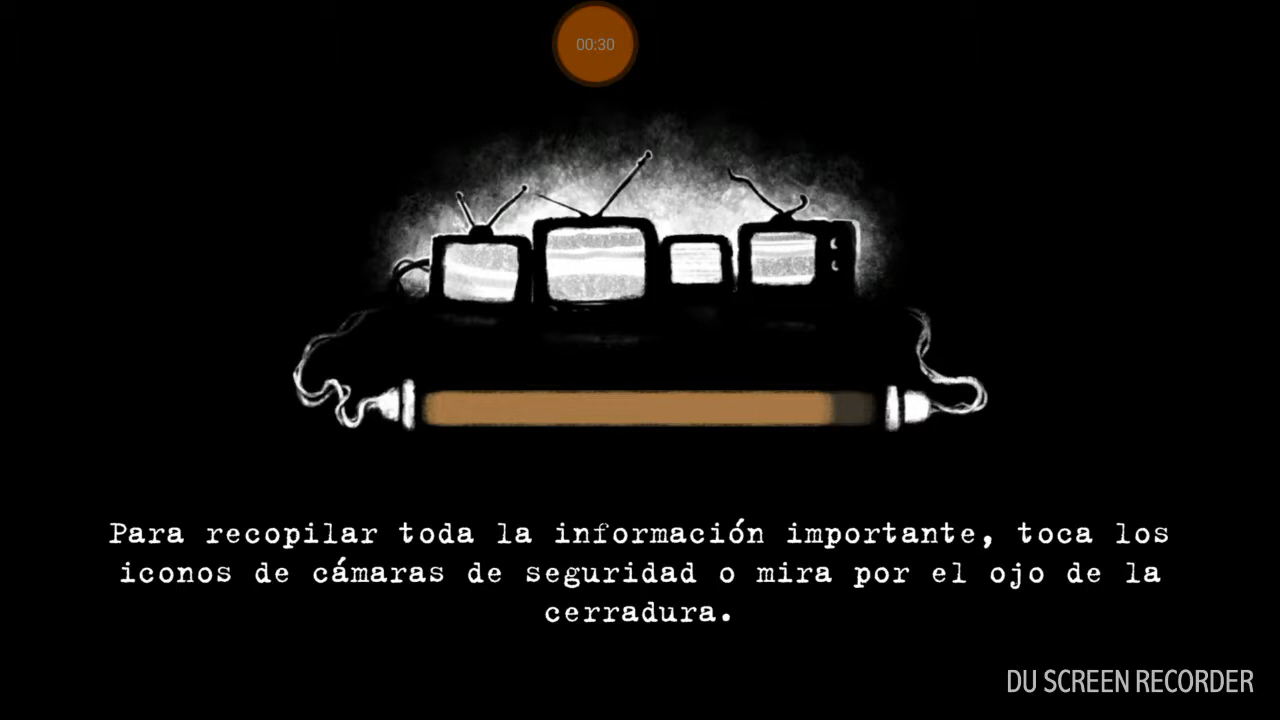 00:30
Para recopilar toda la información importante, toca los
iconos de cámaras de seguridad o mira por el ojo de la
cerradura.
DU SCREEN RECORDER